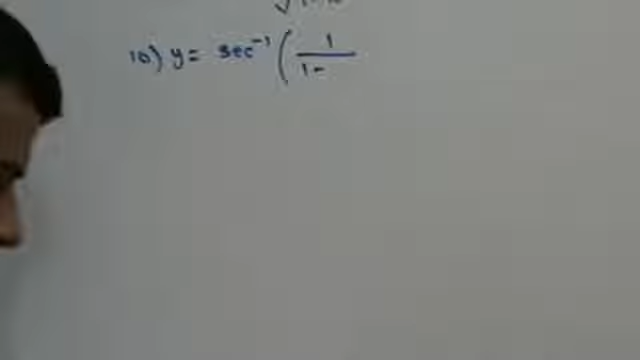 10) y = sec⁻¹ ( 1
1-